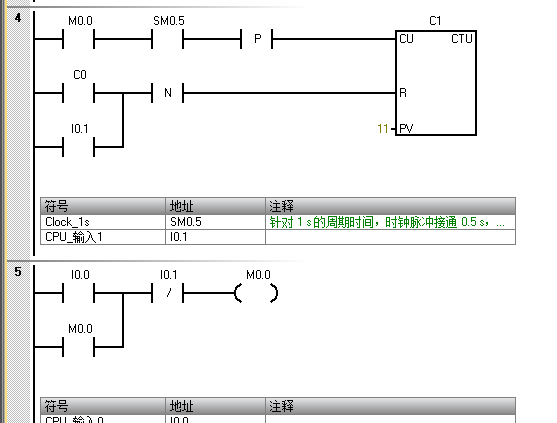 4
M0.0 SM0.5 C1
P CU CTU
C0
N R
I0.1
11 PV
符号 地址 注释
Clock_1s SM0.5 针对 1 s 的周期时间，时钟脉冲接通 0.5 s，...
CPU_输入1 I0.1
5
I0.0 I0.1 M0.0
/
M0.0
符号 地址 注释
CPU_输入0 I0.0